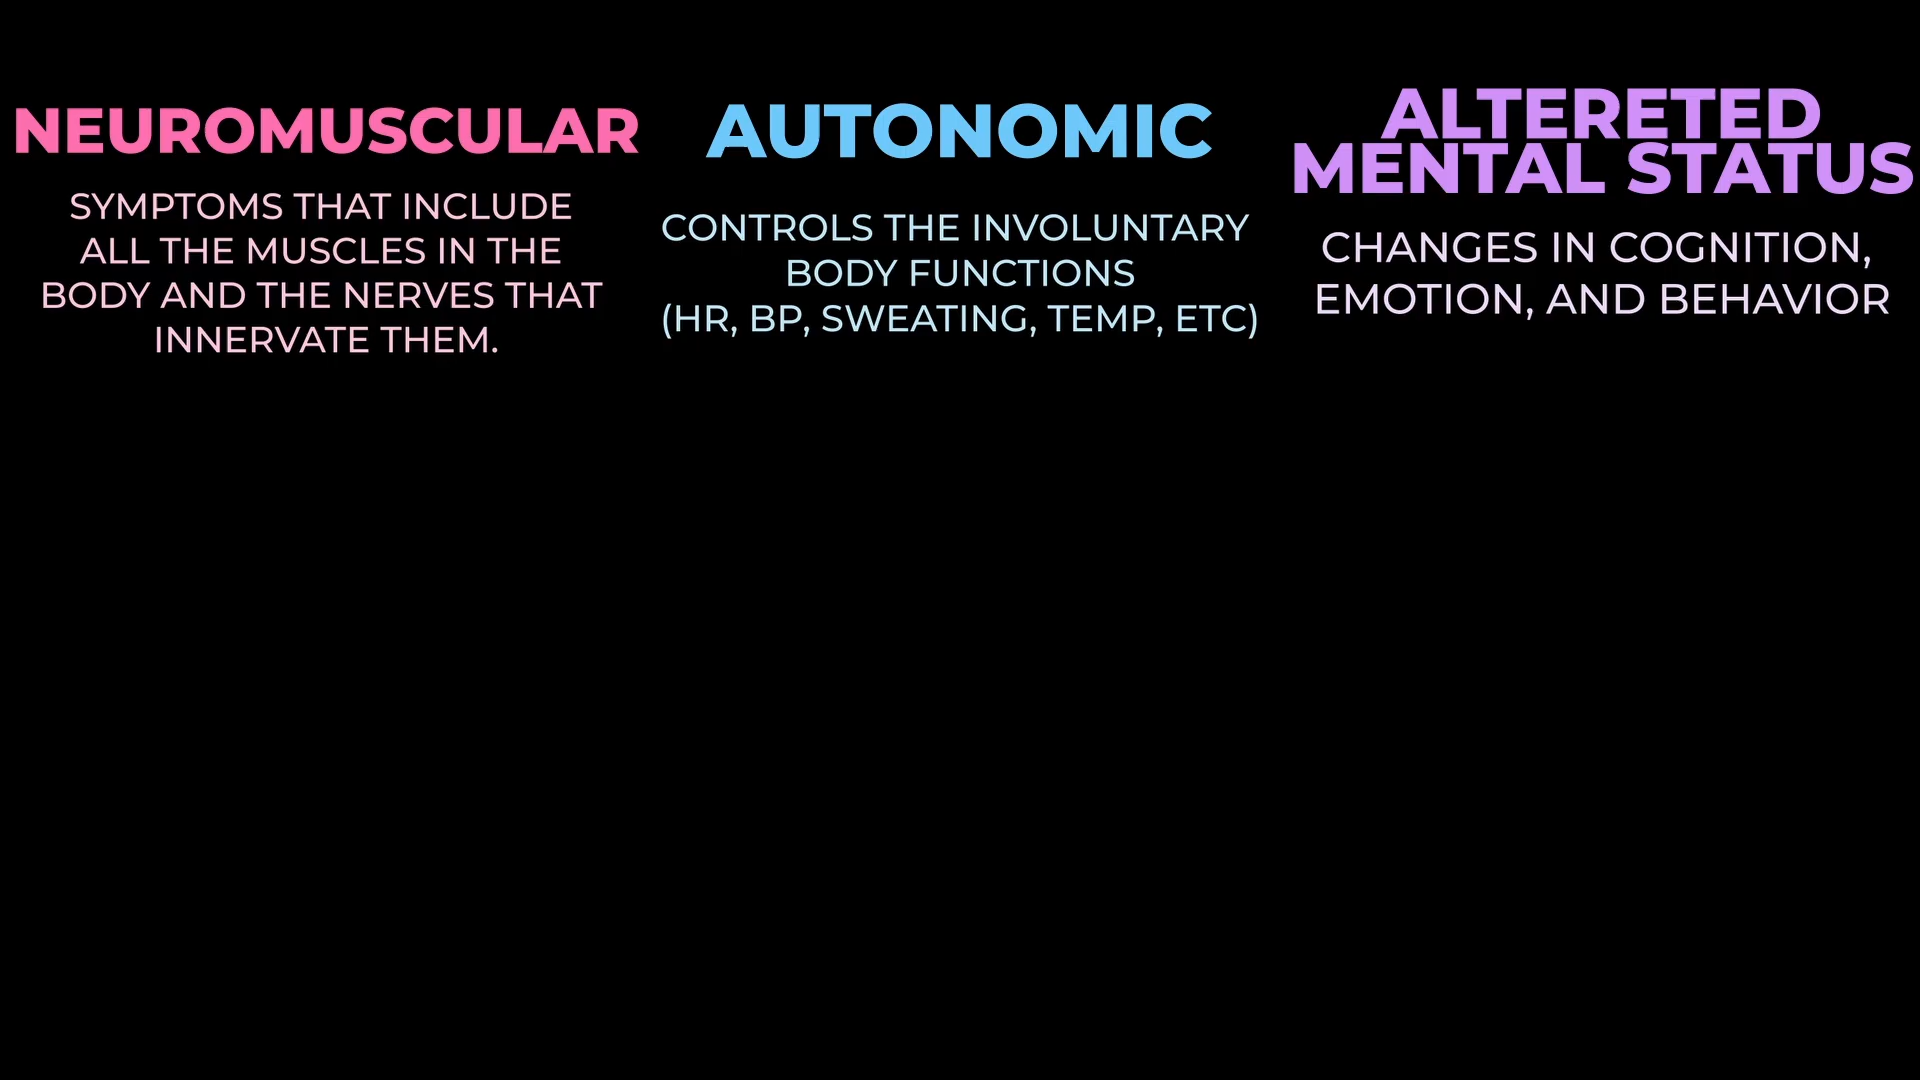 NEUROMUSCULAR
SYMPTOMS THAT INCLUDE
ALL THE MUSCLES IN THE
BODY AND THE NERVES THAT
INNERVATE THEM.
AUTONOMIC
CONTROLS THE INVOLUNTARY
BODY FUNCTIONS
(HR, BP, SWEATING, TEMP, ETC)
ALTERETED
MENTAL STATUS
CHANGES IN COGNITION,
EMOTION, AND BEHAVIOR